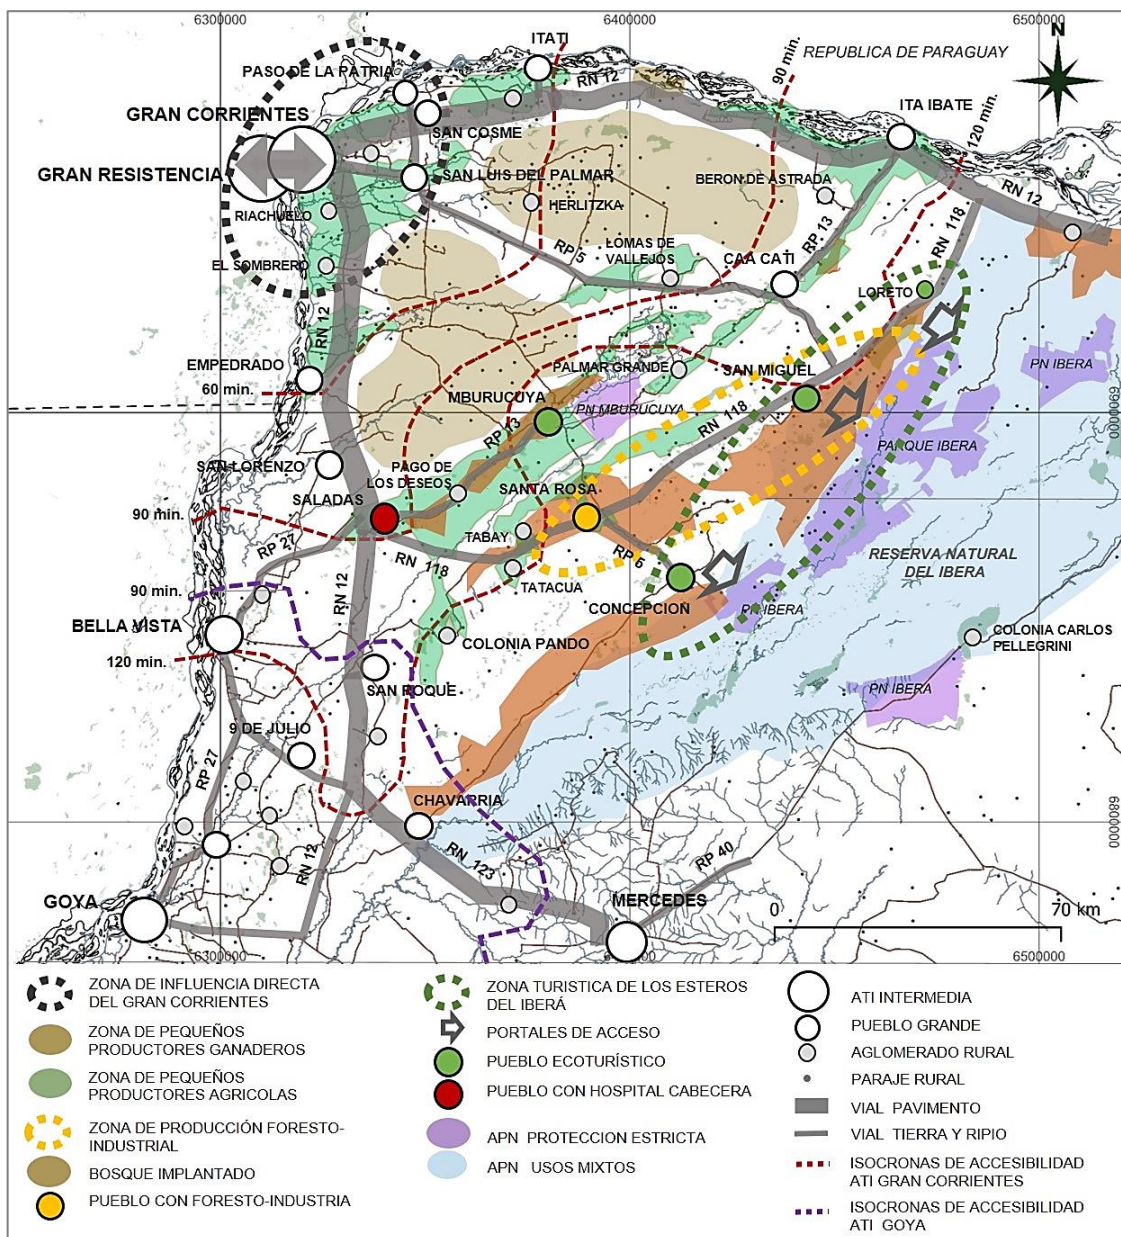 6300000
6400000
6500000
ITATI
REPUBLICA DE PARAGUAY
N
PASO DE LA PATRIA
RN 12
90 min.
ITA IBATE
GRAN CORRIENTES
120 min.
SAN COSME
GRAN RESISTENCIA
SAN LUIS DEL PALMAR
BERON DE ASTRADA
RN 12
RIACHUELO
HERLITZKA
RN 118
RP 5
LOMAS DE
VALLEJOS
RP 13
CAA CATI
EL SOMBRERO
LORETO
RN 12
EMPEDRADO
PALMAR GRANDE
SAN MIGUEL
PN IBERA
60 min.
MBURUCUYA
PN MBURUCUYA
6900000
RP 13
RN 118
PARQUE IBERA
SAN LORENZO
PAGO DE
LOS DESEOS
SALADAS
SANTA ROSA
90 min.
TABAY
RP 27
RN 118
RP 6
RESERVA NATURAL
DEL IBERA
RN 12
TATACUA
90 min.
CONCEPCION
PN IBERA
BELLA VISTA
COLONIA PANDO
COLONIA CARLOS
PELLEGRINI
120 min.
SAN ROQUE
PN IBERA
9 DE JULIO
RP 27
CHAVARRIA
6800000
RN 12
RN 123
RP 40
GOYA
MERCEDES
0
70 km
6300000
6500000
ZONA DE INFLUENCIA DIRECTA
DEL GRAN CORRIENTES
ZONA DE PEQUEÑOS
PRODUCTORES GANADEROS
ZONA DE PEQUEÑOS
PRODUCTORES AGRICOLAS
ZONA DE PRODUCCIÓN FORESTO-
INDUSTRIAL
BOSQUE IMPLANTADO
PUEBLO CON FORESTO-INDUSTRIA
ZONA TURISTICA DE LOS ESTEROS
DEL IBERÁ
PORTALES DE ACCESO
PUEBLO ECOTURÍSTICO
PUEBLO CON HOSPITAL CABECERA
APN PROTECCION ESTRICTA
APN USOS MIXTOS
ATI INTERMEDIA
PUEBLO GRANDE
AGLOMERADO RURAL
PARAJE RURAL
VIAL PAVIMENTO
VIAL TIERRA Y RIPIO
ISOCRONAS DE ACCESIBILIDAD
ATI GRAN CORRIENTES
ISOCRONAS DE ACCESIBILIDAD
ATI GOYA